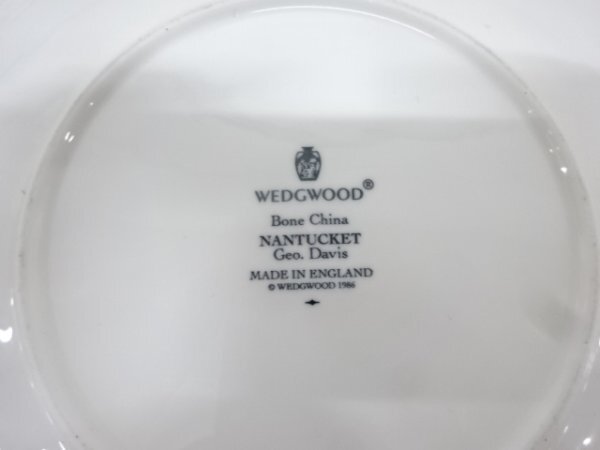 WEDGWOOD®
Bone China
NANTUCKET
Geo. Davis
MADE IN ENGLAND
© WEDGWOOD 1986